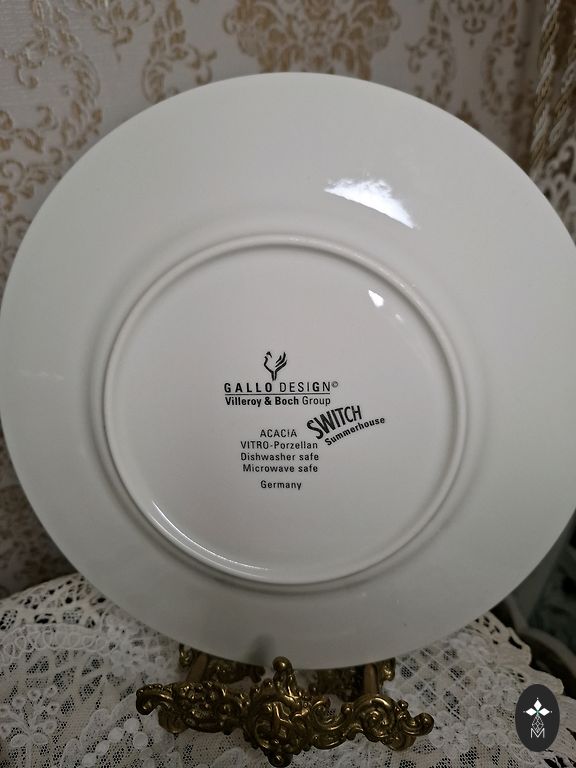 GALLO DESIGN©
Villeroy & Boch Group
SWITCH
Summerhouse
ACACIA
VITRO-Porzellan
Dishwasher safe
Microwave safe
Germany
M